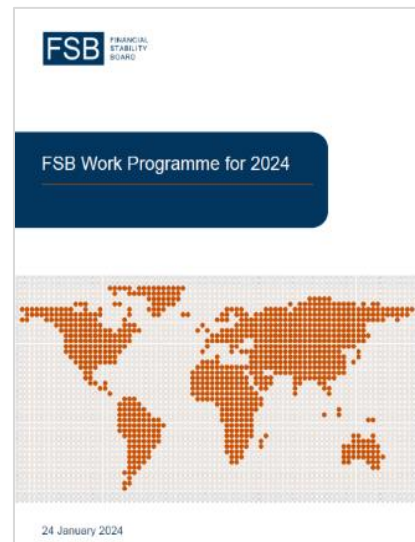 FSB
FINANCIAL
STABILITY
BOARD
FSB Work Programme for 2024
24 January 2024